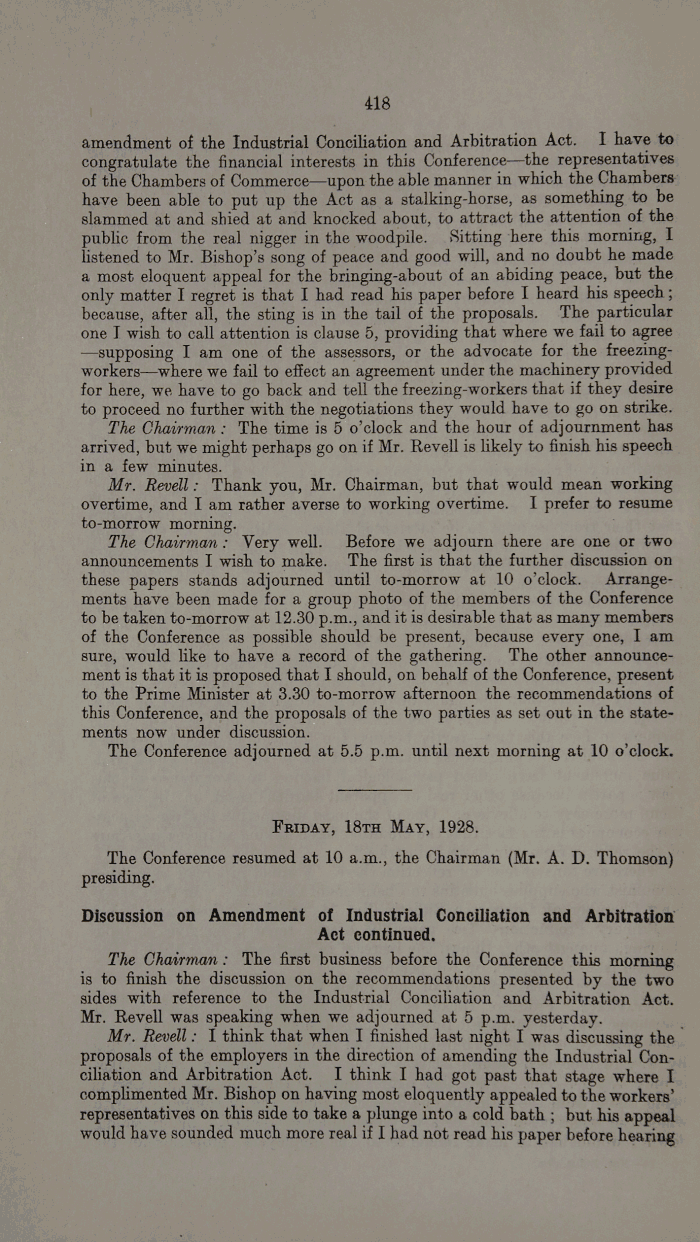 418
amendment of the Industrial Conciliation and Arbitration Act. I have to
congratulate the financial interests in this Conference—the representatives
of the Chambers of Commerce—upon the able manner in which the Chambers
have been able to put up the Act as a stalking-horse, as something to be
slammed at and shied at and knocked about, to attract the attention of the
public from the real nigger in the woodpile. Sitting here this morning, I
listened to Mr. Bishop's song of peace and good will, and no doubt he made
a most eloquent appeal for the bringing-about of an abiding peace, but the
only matter I regret is that I had read his paper before I heard his speech;
because, after all, the sting is in the tail of the proposals. The particular
one I wish to call attention is clause 5, providing that where we fail to agree
—supposing I am one of the assessors, or the advocate for the freezing-
workers—where we fail to effect an agreement under the machinery provided
for here, we have to go back and tell the freezing-workers that if they desire
to proceed no further with the negotiations they would have to go on strike.
The Chairman: The time is 5 o'clock and the hour of adjournment has
arrived, but we might perhaps go on if Mr. Revell is likely to finish his speech
in a few minutes.
Mr. Revell: Thank you, Mr. Chairman, but that would mean working
overtime, and I am rather averse to working overtime. I prefer to resume
to-morrow morning.
The Chairman: Very well. Before we adjourn there are one or two
announcements I wish to make. The first is that the further discussion on
these papers stands adjourned until to-morrow at 10 o'clock. Arrange-
ments have been made for a group photo of the members of the Conference
to be taken to-morrow at 12.30 p.m., and it is desirable that as many members
of the Conference as possible should be present, because every one, I am
sure, would like to have a record of the gathering. The other announce-
ment is that it is proposed that I should, on behalf of the Conference, present
to the Prime Minister at 3.30 to-morrow afternoon the recommendations of
this Conference, and the proposals of the two parties as set out in the state-
ments now under discussion.
The Conference adjourned at 5.5 p.m. until next morning at 10 o'clock.
FRIDAY, 18TH MAY, 1928.
The Conference resumed at 10 a.m., the Chairman (Mr. A. D. Thomson)
presiding.
Discussion on Amendment of Industrial Conciliation and Arbitration
Act continued.
The Chairman: The first business before the Conference this morning
is to finish the discussion on the recommendations presented by the two
sides with reference to the Industrial Conciliation and Arbitration Act.
Mr. Revell was speaking when we adjourned at 5 p.m. yesterday.
Mr. Revell: I think that when I finished last night I was discussing the
proposals of the employers in the direction of amending the Industrial Con-
ciliation and Arbitration Act. I think I had got past that stage where I
complimented Mr. Bishop on having most eloquently appealed to the workers'
representatives on this side to take a plunge into a cold bath; but his appeal
would have sounded much more real if I had not read his paper before hearing